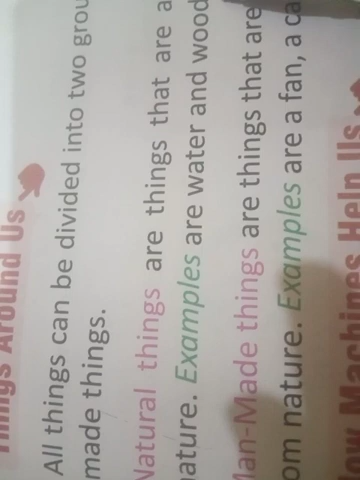 Things Around Us
All things can be divided into two grou
made things.
Natural things are things that are a
nature. Examples are water and wood
Man-Made things are things that are
om nature. Examples are a fan, a ca
How Machines Help Us